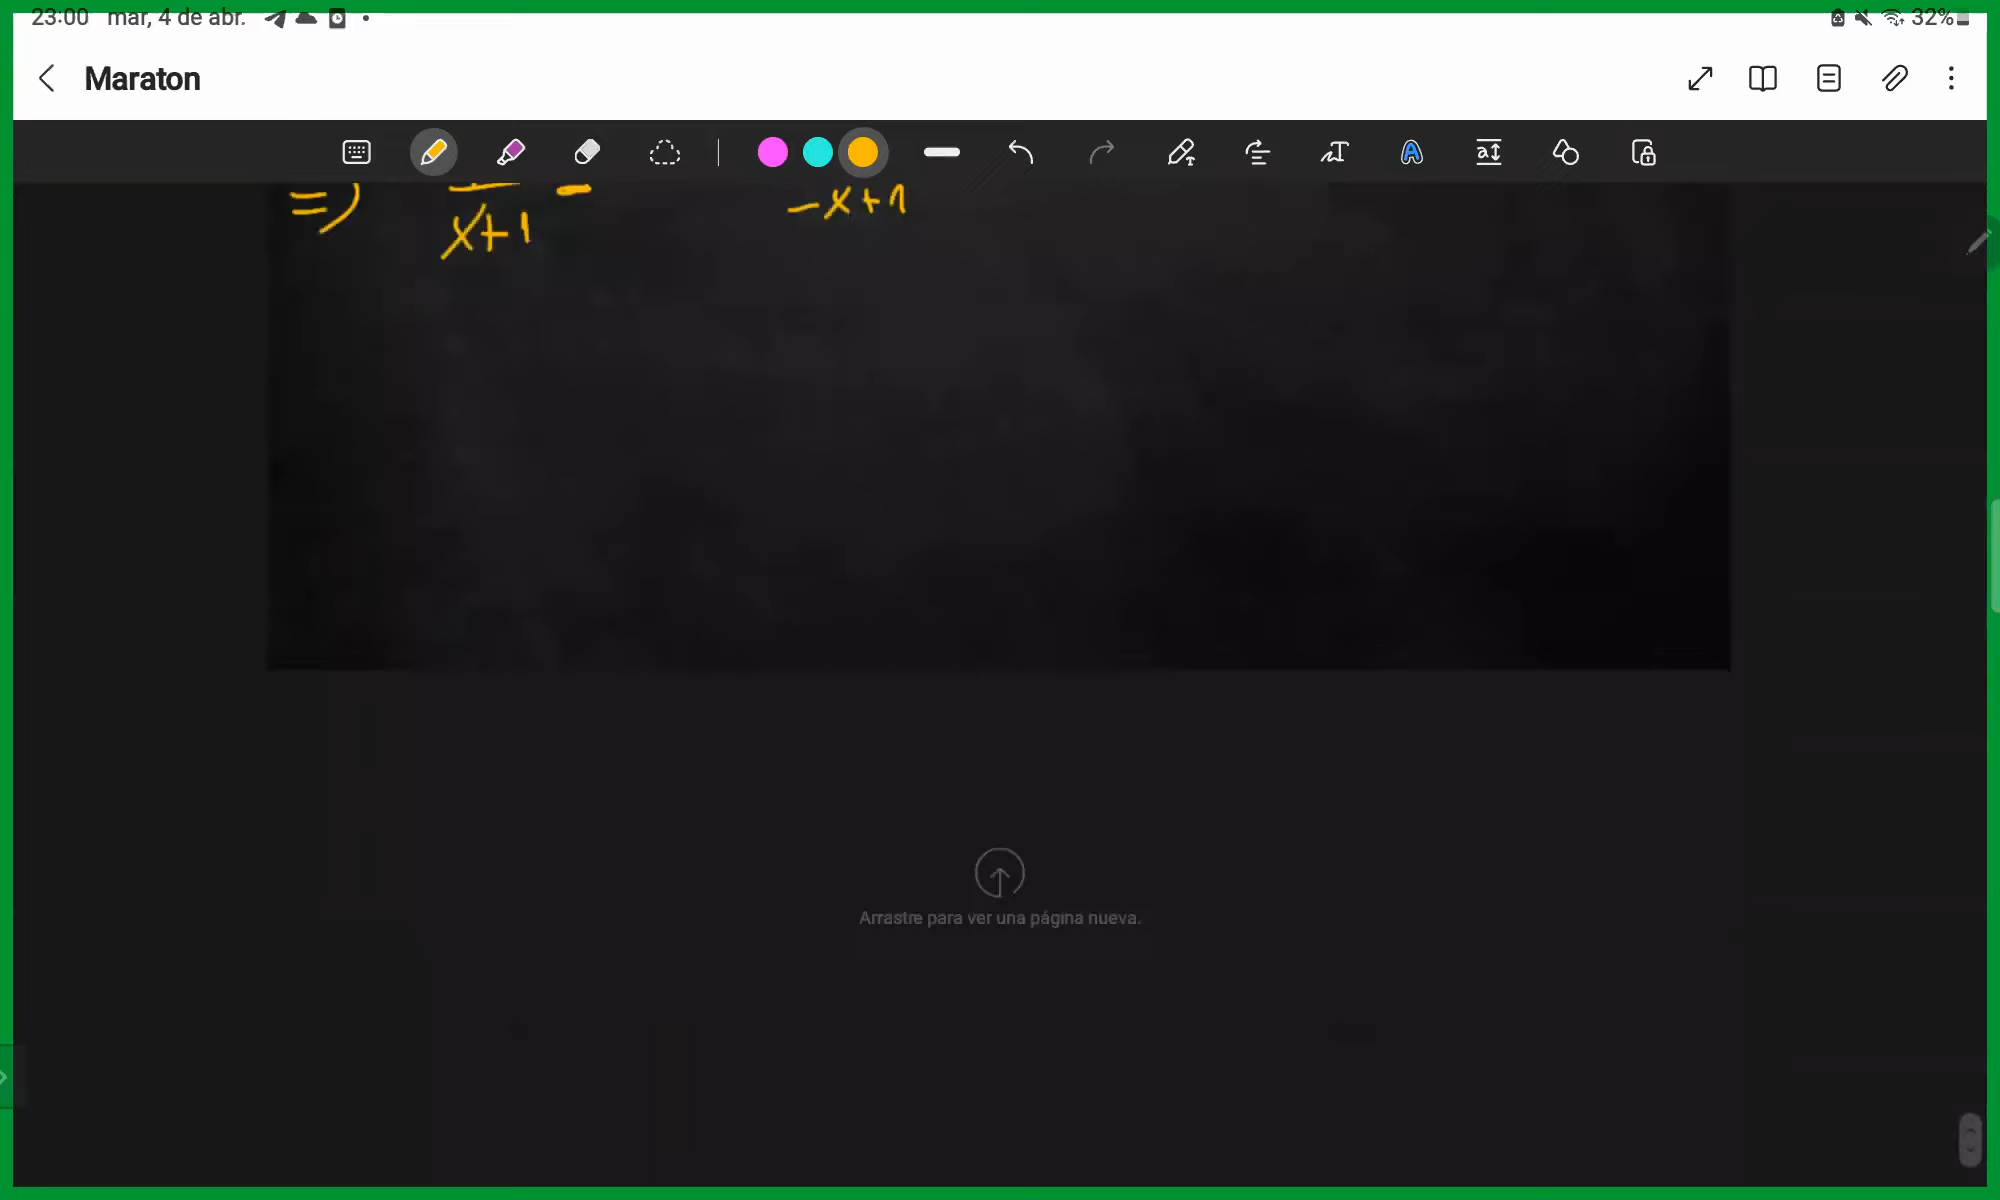 23:00 mar, 4 de abr. 32%
Maraton
=> -
x+1 -x+1
Arrastre para ver una página nueva.